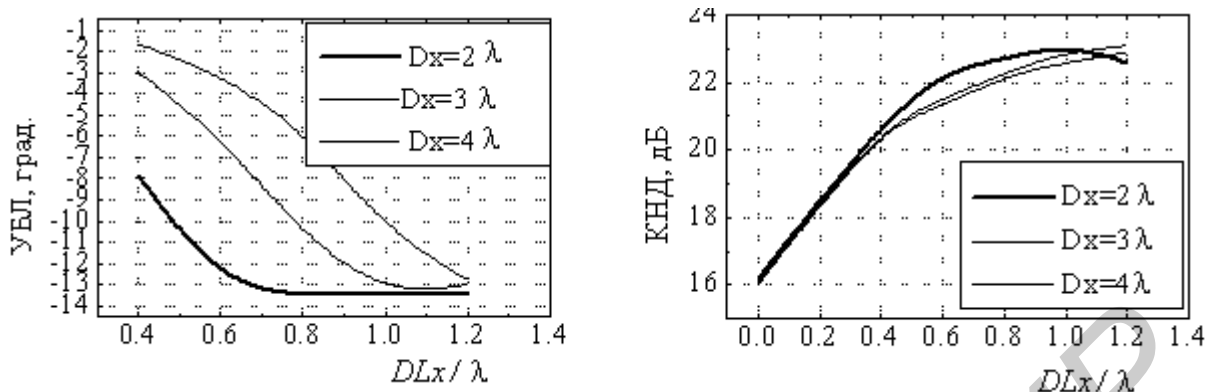 УБЛ, град.
-1
-2
-3
-4
-5
-6
-7
-8
-9
-10
-11
-12
-13
-14
0.4 0.6 0.8 1.0 1.2 1.4
DLx / λ
Dx=2 λ
Dx=3 λ
Dx=4 λ
КНД, дБ
24
22
20
18
16
0.0 0.2 0.4 0.6 0.8 1.0 1.2 1.4
DLx / λ
Dx=2 λ
Dx=3 λ
Dx=4 λ